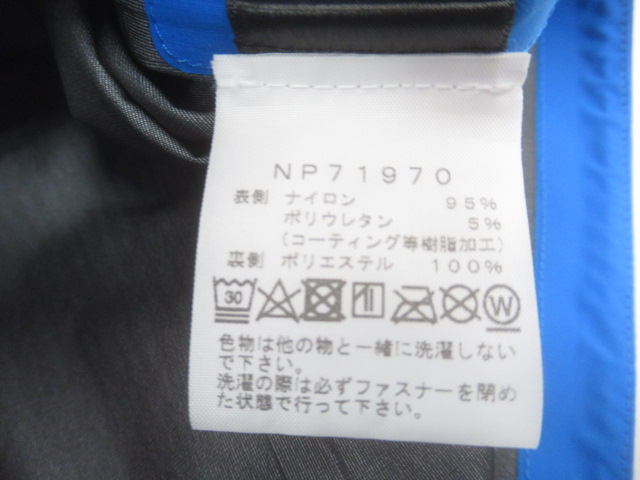 NP71970
表側 ナイロン 95%
ポリウレタン 5%
(コーティング等樹脂加工)
裏側 ポリエステル 100%
30 W
色物は他の物と一緒に洗濯しない
で下さい。
洗濯の際は必ずファスナーを閉め
た状態で行って下さい。